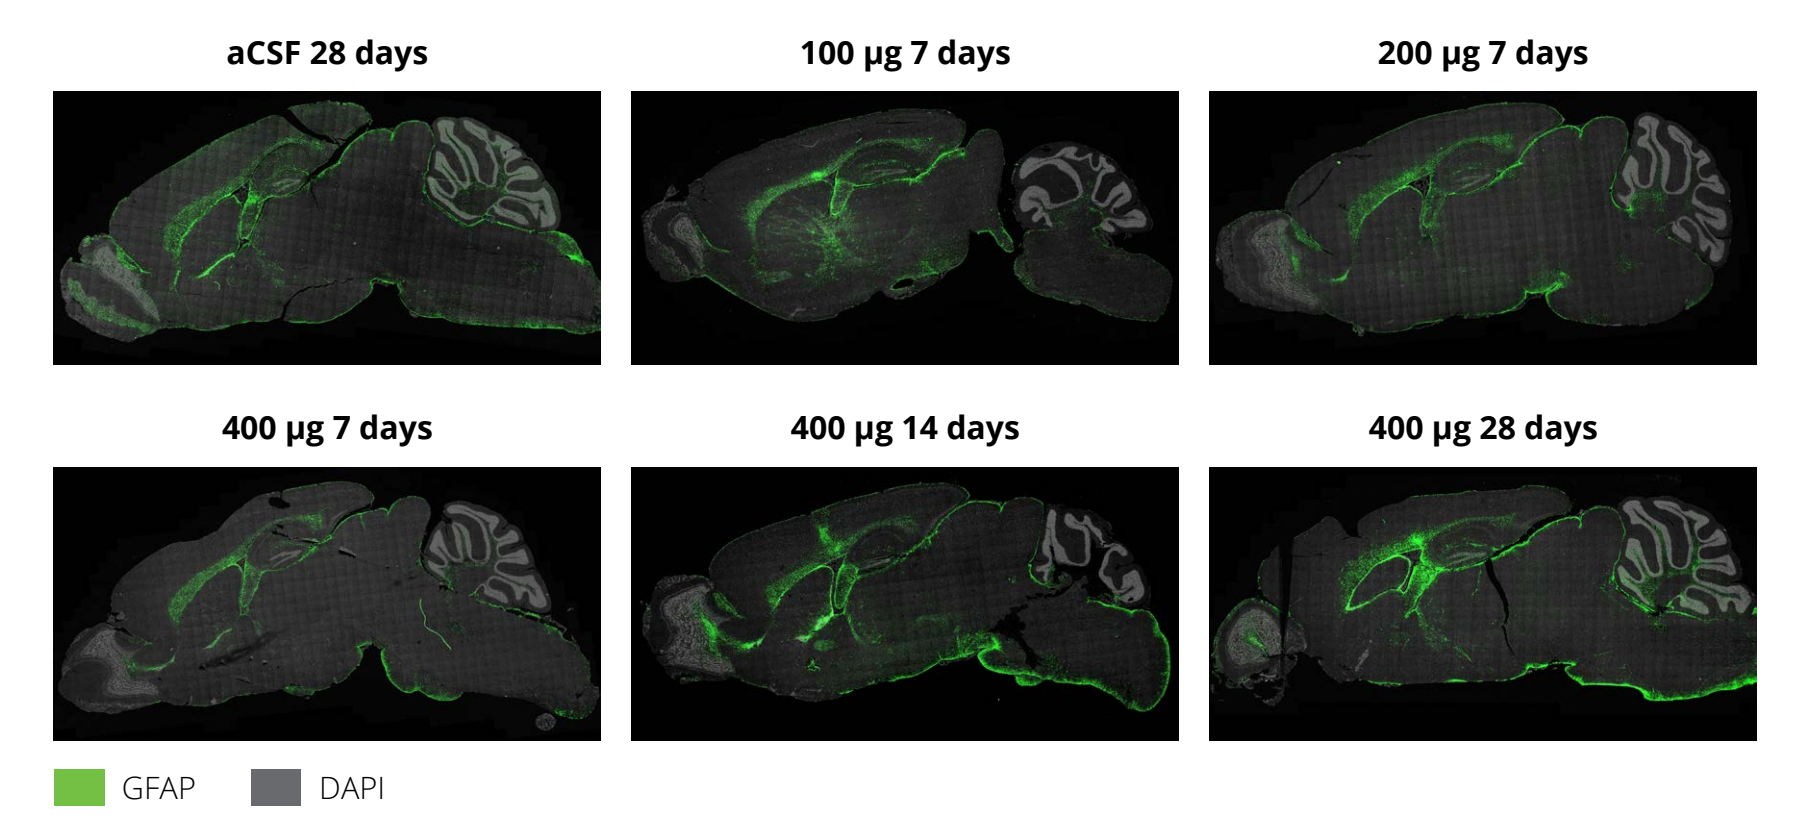 aCSF 28 days
100 µg 7 days
200 µg 7 days
400 µg 7 days
400 µg 14 days
400 µg 28 days
GFAP
DAPI